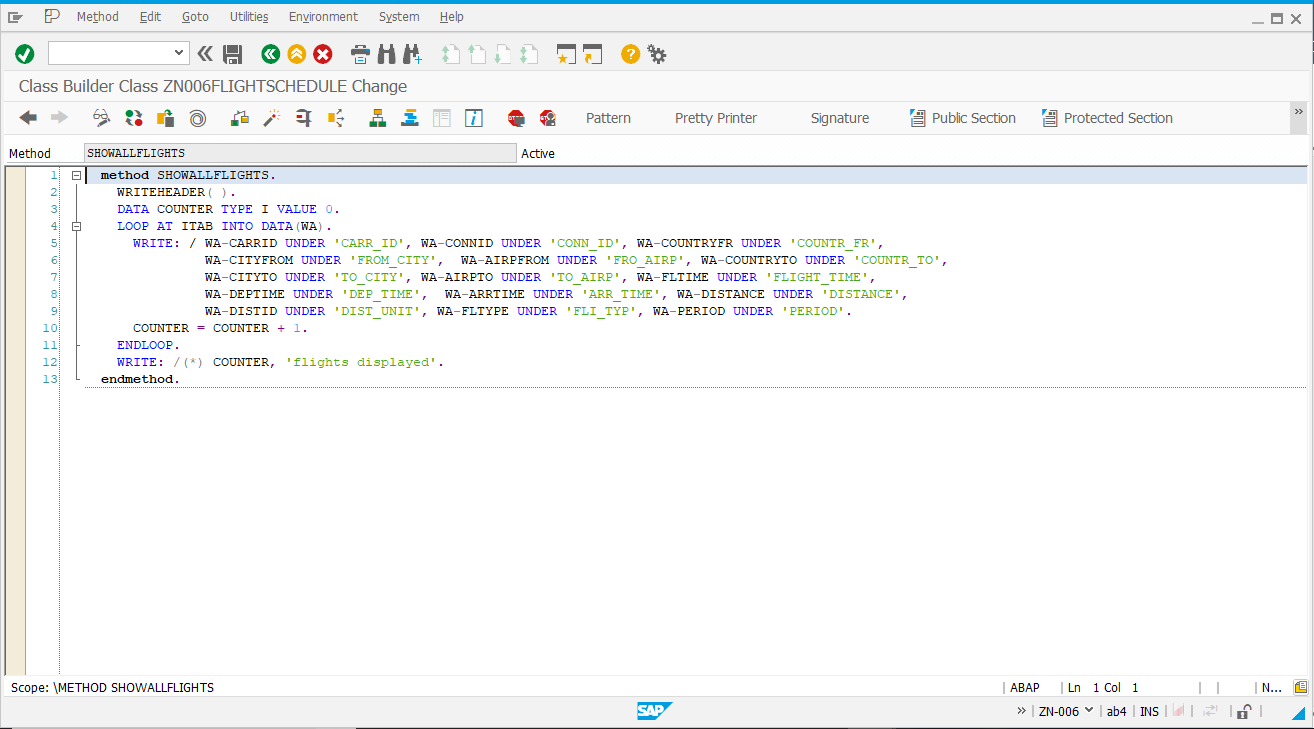 Method Edit Goto Utilities Environment System Help
Class Builder Class ZN006FLIGHTSCHEDULE Change
Pattern Pretty Printer Signature Public Section Protected Section »
Method SHOWALLFLIGHTS Active
1 method SHOWALLFLIGHTS.
2 WRITEHEADER( ).
3 DATA COUNTER TYPE I VALUE 0.
4 LOOP AT ITAB INTO DATA(WA).
5 WRITE: / WA-CARRID UNDER 'CARR_ID', WA-CONNID UNDER 'CONN_ID', WA-COUNTRYFR UNDER 'COUNTR_FR',
6 WA-CITYFROM UNDER 'FROM_CITY', WA-AIRPFROM UNDER 'FRO_AIRP', WA-COUNTRYTO UNDER 'COUNTR_TO',
7 WA-CITYTO UNDER 'TO_CITY', WA-AIRPTO UNDER 'TO_AIRP', WA-FLTIME UNDER 'FLIGHT_TIME',
8 WA-DEPTIME UNDER 'DEP_TIME', WA-ARRTIME UNDER 'ARR_TIME', WA-DISTANCE UNDER 'DISTANCE',
9 WA-DISTID UNDER 'DIST_UNIT', WA-FLTYPE UNDER 'FLI_TYP', WA-PERIOD UNDER 'PERIOD'.
10 COUNTER = COUNTER + 1.
11 ENDLOOP.
12 WRITE: /(*) COUNTER, 'flights displayed'.
13 endmethod.
Scope: \METHOD SHOWALLFLIGHTS ABAP Ln 1 Col 1 N...
SAP » ZN-006 ab4 INS